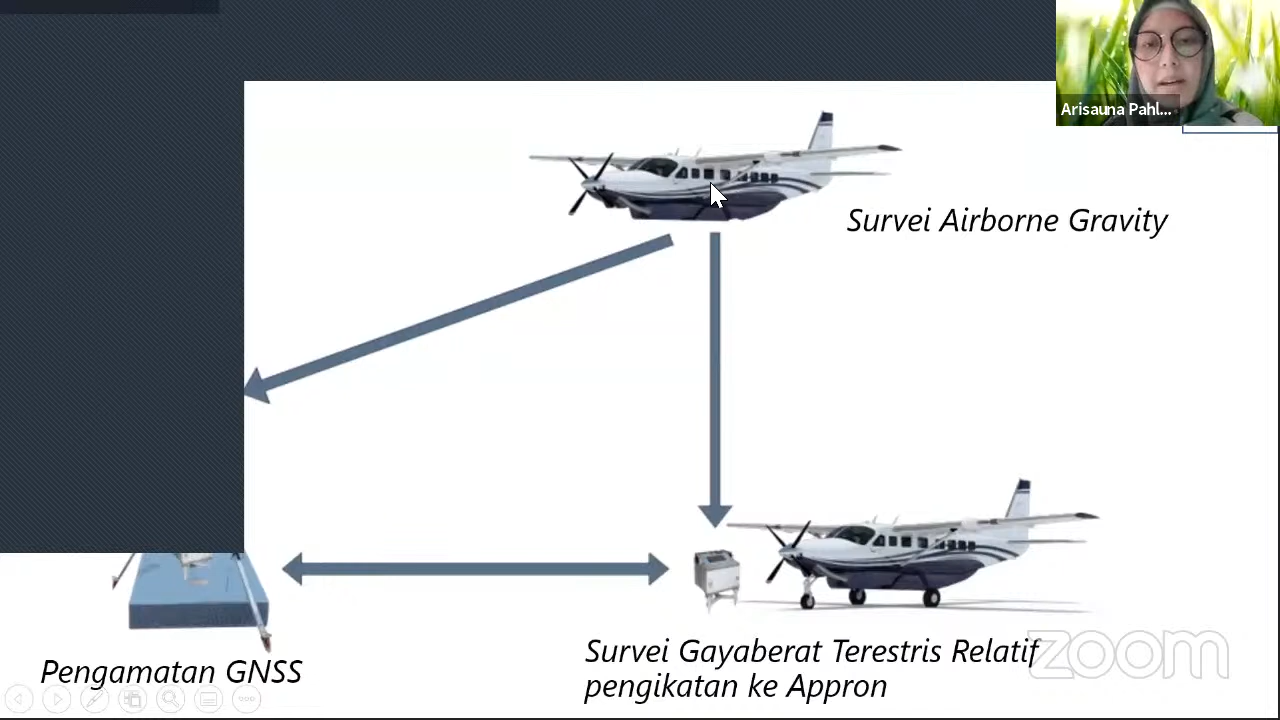 Arisauna Pahl...
Survei Airborne Gravity
Survei Gayaberat Terestris Relatif
pengikatan ke Appron
Pengamatan GNSS
zoom